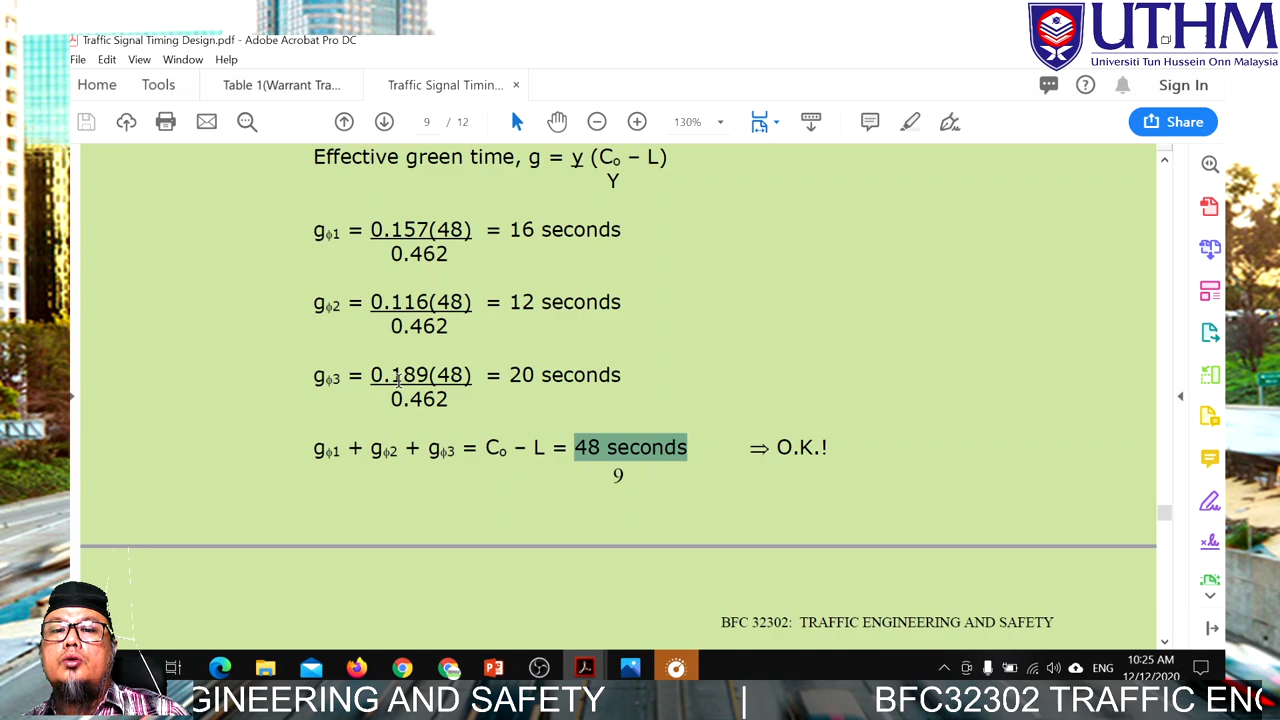 UTHM
Universiti Tun Hussein Onn Malaysia
Traffic Signal Timing Design.pdf - Adobe Acrobat Pro DC
File Edit View Window Help
Home Tools Table 1(Warrant Tra... Traffic Signal Timin... × Sign In
9 / 12 130% Share
Effective green time, g = y (Co – L)
Y
gϕ1 = 0.157(48) = 16 seconds
0.462
gϕ2 = 0.116(48) = 12 seconds
0.462
gϕ3 = 0.189(48) = 20 seconds
0.462
gϕ1 + gϕ2 + gϕ3 = Co – L = 48 seconds ⇒ O.K.!
9
BFC 32302: TRAFFIC ENGINEERING AND SAFETY
ENG 10:25 AM
12/12/2020
GINEERING AND SAFETY | BFC32302 TRAFFIC ENG